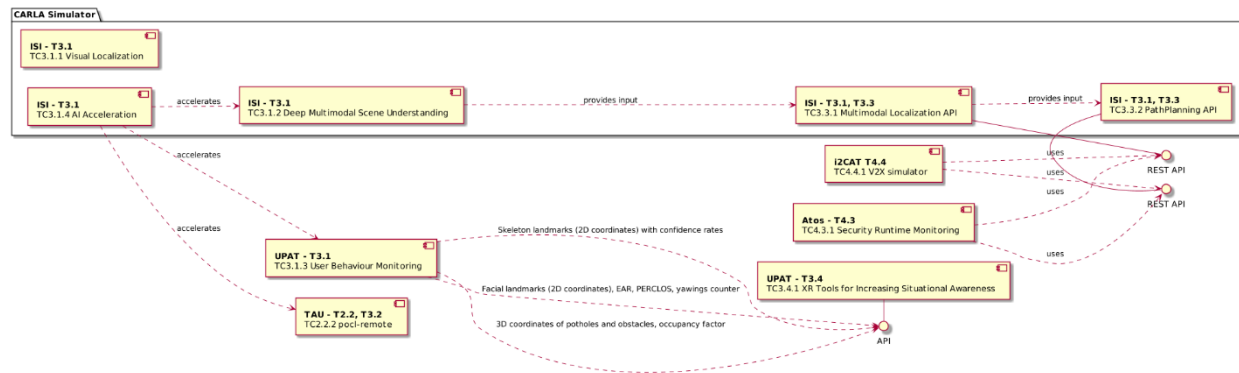 CARLA Simulator
ISI - T3.1
TC3.1.1 Visual Localization
ISI - T3.1
TC3.1.4 AI Acceleration
accelerates
ISI - T3.1
TC3.1.2 Deep Multimodal Scene Understanding
provides input
ISI - T3.1, T3.3
TC3.3.1 Multimodal Localization API
provides input
ISI - T3.1, T3.3
TC3.3.2 PathPlanning API
accelerates
i2CAT T4.4
TC4.4.1 V2X simulator
uses
uses
uses
REST API
REST API
Atos - T4.3
TC4.3.1 Security Runtime Monitoring
uses
accelerates
UPAT - T3.1
TC3.1.3 User Behaviour Monitoring
Skeleton landmarks (2D coordinates) with confidence rates
Facial landmarks (2D coordinates), EAR, PERCLOS, yawings counter
3D coordinates of potholes and obstacles, occupancy factor
UPAT - T3.4
TC3.4.1 XR Tools for Increasing Situational Awareness
API
TAU - T2.2, T3.2
TC2.2.2 pocl-remote